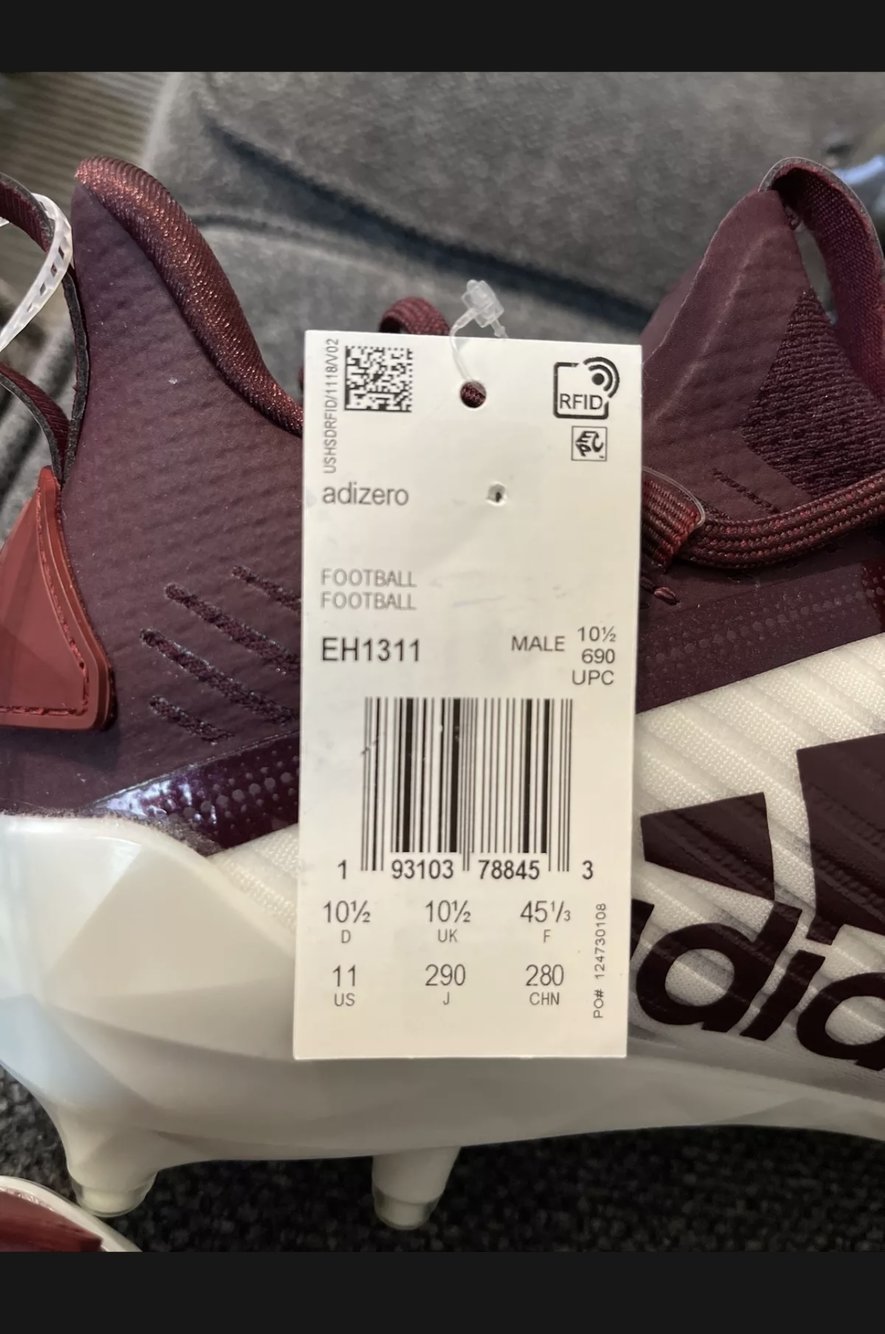 USHSDRFID/1118/V02
RFID
adizero
FOOTBALL
FOOTBALL
EH1311
MALE
10½
690
UPC
1 93103 78845 3
10½ 10½ 45⅓
D UK F
11 290 280
US J CHN
PO# 124730108
adida